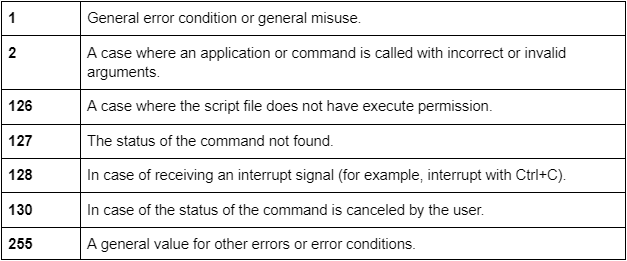 1 General error condition or general misuse.
2 A case where an application or command is called with incorrect or invalid
arguments.
126 A case where the script file does not have execute permission.
127 The status of the command not found.
128 In case of receiving an interrupt signal (for example, interrupt with Ctrl+C).
130 In case of the status of the command is canceled by the user.
255 A general value for other errors or error conditions.